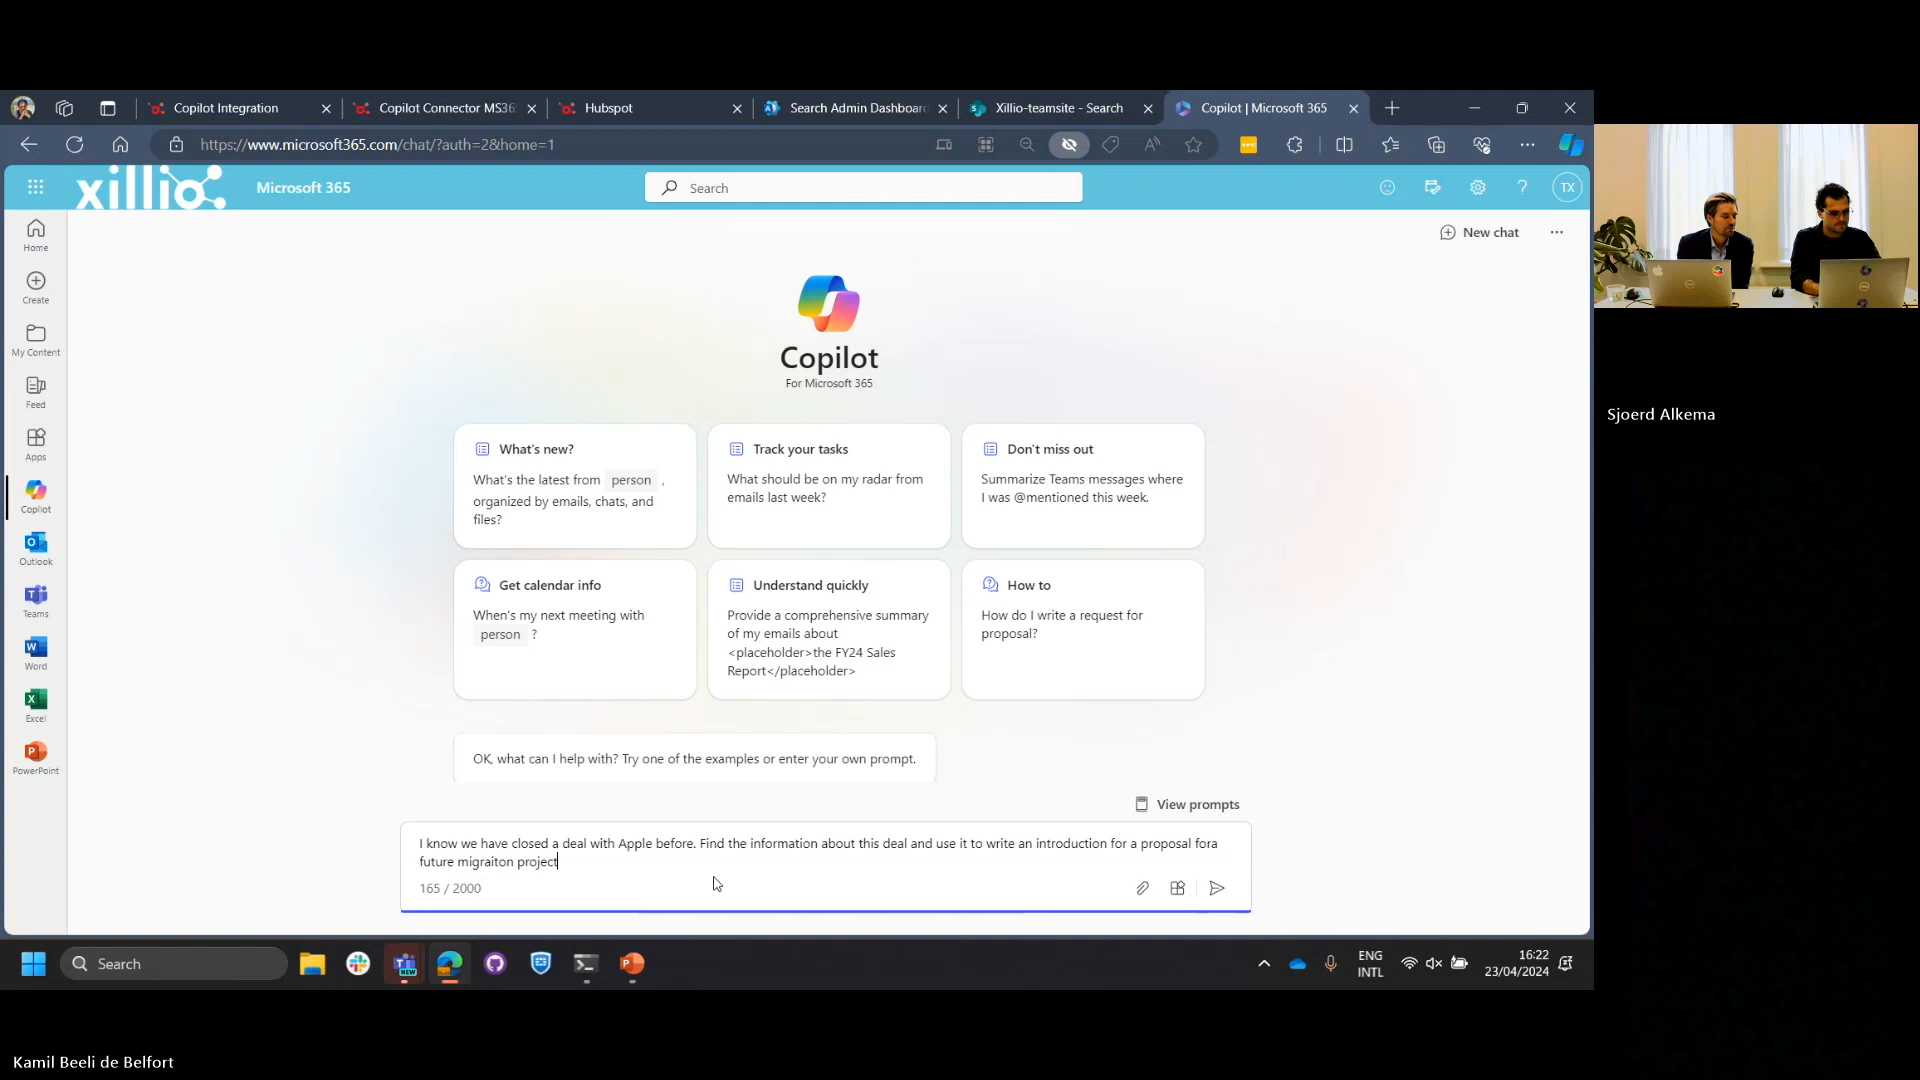 Copilot Integration
Copilot Connector MS36
Hubspot
Search Admin Dashboar
Xillio-teamsite - Search
Copilot | Microsoft 365
https://www.microsoft365.com/chat/?auth=2&home=1
xillio
Microsoft 365
Search
TX
Home
Create
My Content
Feed
Apps
Copilot
Outlook
Teams
Word
Excel
PowerPoint
New chat
Copilot
For Microsoft 365
What's new?
What's the latest from person ,
organized by emails, chats, and
files?
Track your tasks
What should be on my radar from
emails last week?
Don't miss out
Summarize Teams messages where
I was @mentioned this week.
Get calendar info
When's my next meeting with
person ?
Understand quickly
Provide a comprehensive summary
of my emails about
<placeholder>the FY24 Sales
Report</placeholder>
How to
How do I write a request for
proposal?
OK, what can I help with? Try one of the examples or enter your own prompt.
View prompts
I know we have closed a deal with Apple before. Find the information about this deal and use it to write an introduction for a proposal fora
future migraiton project
165 / 2000
Search
NEW
ENG
INTL
16:22
23/04/2024
Sjoerd Alkema
Kamil Beeli de Belfort